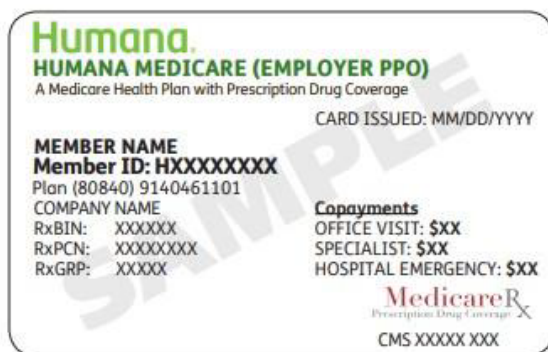 Humana.
HUMANA MEDICARE (EMPLOYER PPO)
A Medicare Health Plan with Prescription Drug Coverage
CARD ISSUED: MM/DD/YYYY
MEMBER NAME
Member ID: HXXXXXXXX
Plan (80840) 9140461101
COMPANY NAME
RxBIN: XXXXXX
RxPCN: XXXXXXXX
RxGRP: XXXXX
Copayments
OFFICE VISIT: $XX
SPECIALIST: $XX
HOSPITAL EMERGENCY: $XX
MedicareRx
Prescription Drug Coverage
CMS XXXXX XXX
SAMPLE